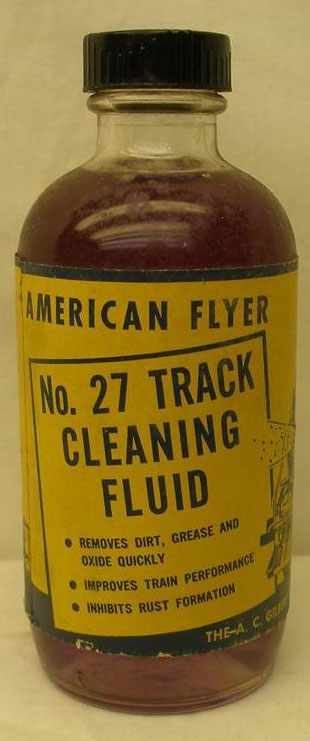 AMERICAN FLYER
No. 27 TRACK
CLEANING
FLUID
• REMOVES DIRT, GREASE AND
OXIDE QUICKLY
• IMPROVES TRAIN PERFORMANCE
• INHIBITS RUST FORMATION
THE A. C.